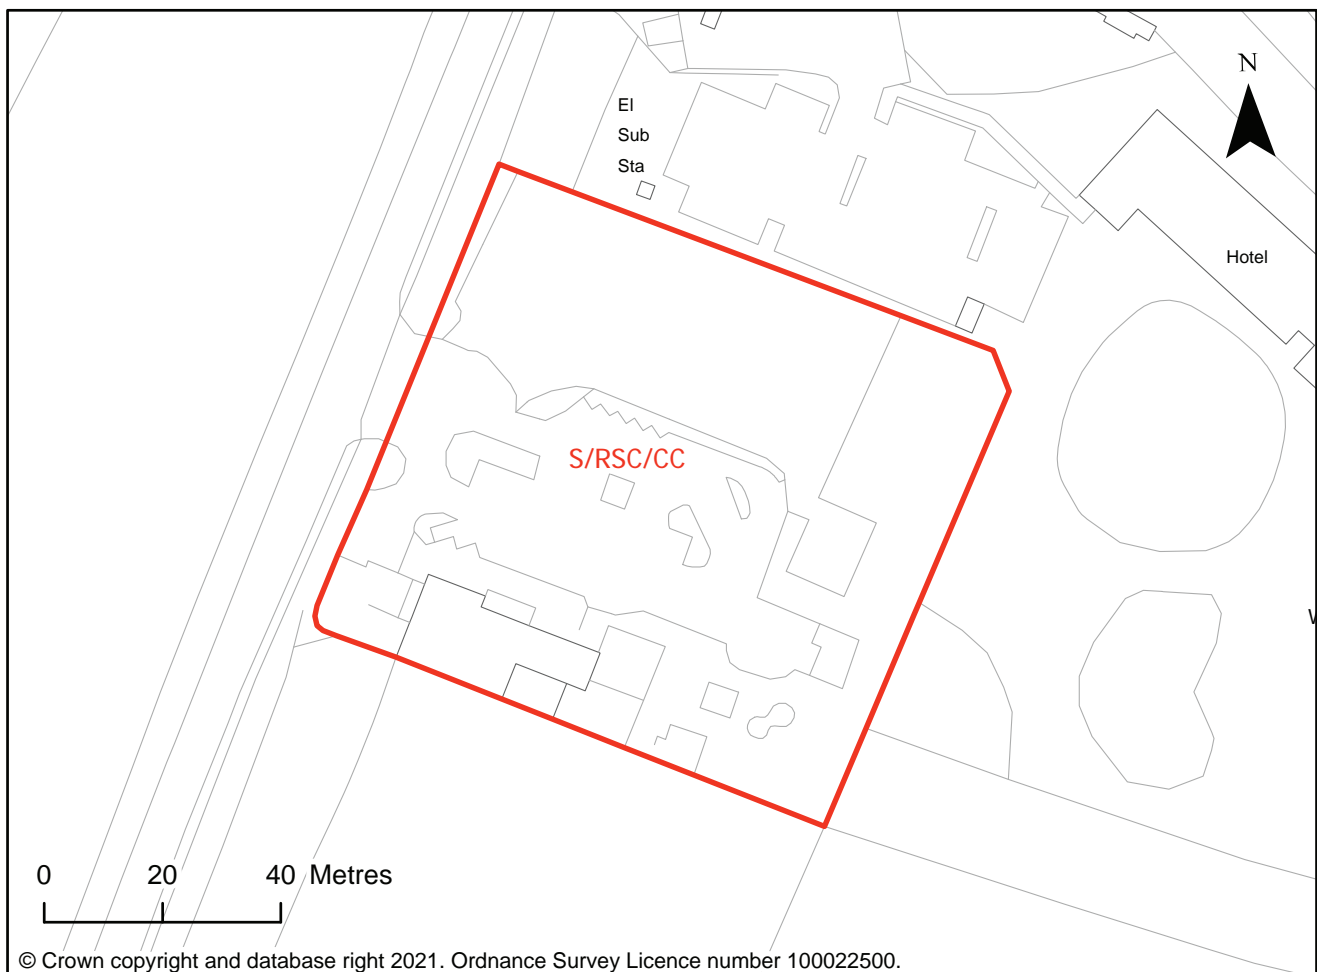 N
El
Sub
Sta
Hotel
S/RSC/CC
W
0 20 40 Metres
© Crown copyright and database right 2021. Ordnance Survey Licence number 100022500.